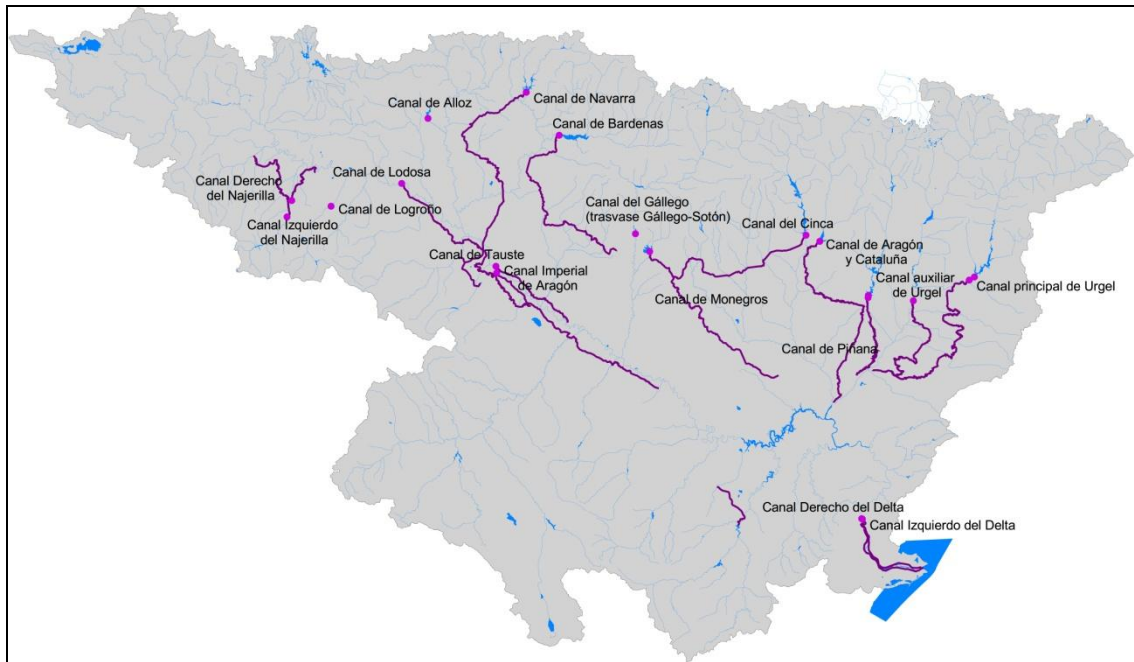 Canal de Navarra
Canal de Alloz
Canal de Bardenas
Canal de Lodosa
Canal Derecho
del Najerilla
Canal de Logroño
Canal Izquierdo
del Najerilla
Canal del Gállego
(trasvase Gállego-Sotón)
Canal del Cinca
Canal de Aragón
y Cataluña
Canal de Tauste
Canal Imperial
de Aragón
Canal auxiliar
de Urgel
Canal principal de Urgel
Canal de Monegros
Canal de Piñana
Canal Derecho del Delta
Canal Izquierdo del Delta